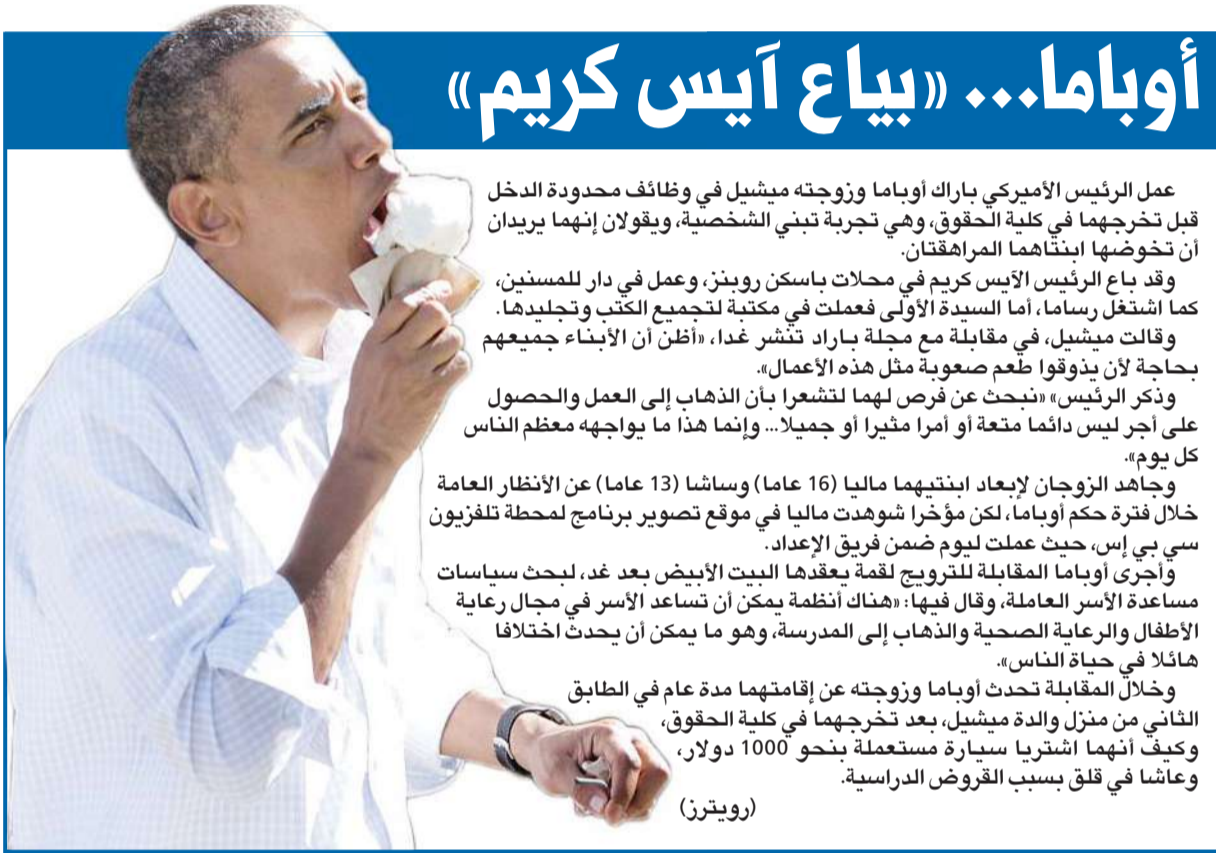 أوباما... «بياع آيس كريم»
عمل الرئيس الأميركي باراك أوباما وزوجته ميشيل في وظائف محدودة الدخل
قبل تخرجهما في كلية الحقوق، وهي تجربة تبني الشخصية، ويقولان إنهما يريدان
أن تخوضها ابنتاهما المراهقتان.
وقد باع الرئيس الآيس كريم في محلات باسكن روبنز، وعمل في دار للمسنين،
كما اشتغل رساما، أما السيدة الأولى فعملت في مكتبة لتجميع الكتب وتجليدها.
وقالت ميشيل، في مقابلة مع مجلة باراد تنشر غدا، «أظن أن الأبناء جميعهم
بحاجة لأن يذوقوا طعم صعوبة مثل هذه الأعمال».
وذكر الرئيس» «نبحث عن فرص لهما لتشعرا بأن الذهاب إلى العمل والحصول
على أجر ليس دائما متعة أو أمرا مثيرا أو جميلا... وإنما هذا ما يواجهه معظم الناس
كل يوم».
وجاهد الزوجان لإبعاد ابنتيهما ماليا (16 عاما) وساشا (13 عاما) عن الأنظار العامة
خلال فترة حكم أوباما، لكن مؤخرا شوهدت ماليا في موقع تصوير برنامج لمحطة تلفزيون
سي بي إس، حيث عملت ليوم ضمن فريق الإعداد.
وأجرى أوباما المقابلة للترويج لقمة يعقدها البيت الأبيض بعد غد، لبحث سياسات
مساعدة الأسر العاملة، وقال فيها: «هناك أنظمة يمكن أن تساعد الأسر في مجال رعاية
الأطفال والرعاية الصحية والذهاب إلى المدرسة، وهو ما يمكن أن يحدث اختلافا
هائلا في حياة الناس».
وخلال المقابلة تحدث أوباما وزوجته عن إقامتهما مدة عام في الطابق
الثاني من منزل والدة ميشيل، بعد تخرجهما في كلية الحقوق،
وكيف أنهما اشتريا سيارة مستعملة بنحو 1000 دولار،
وعاشا في قلق بسبب القروض الدراسية.
(رويترز)